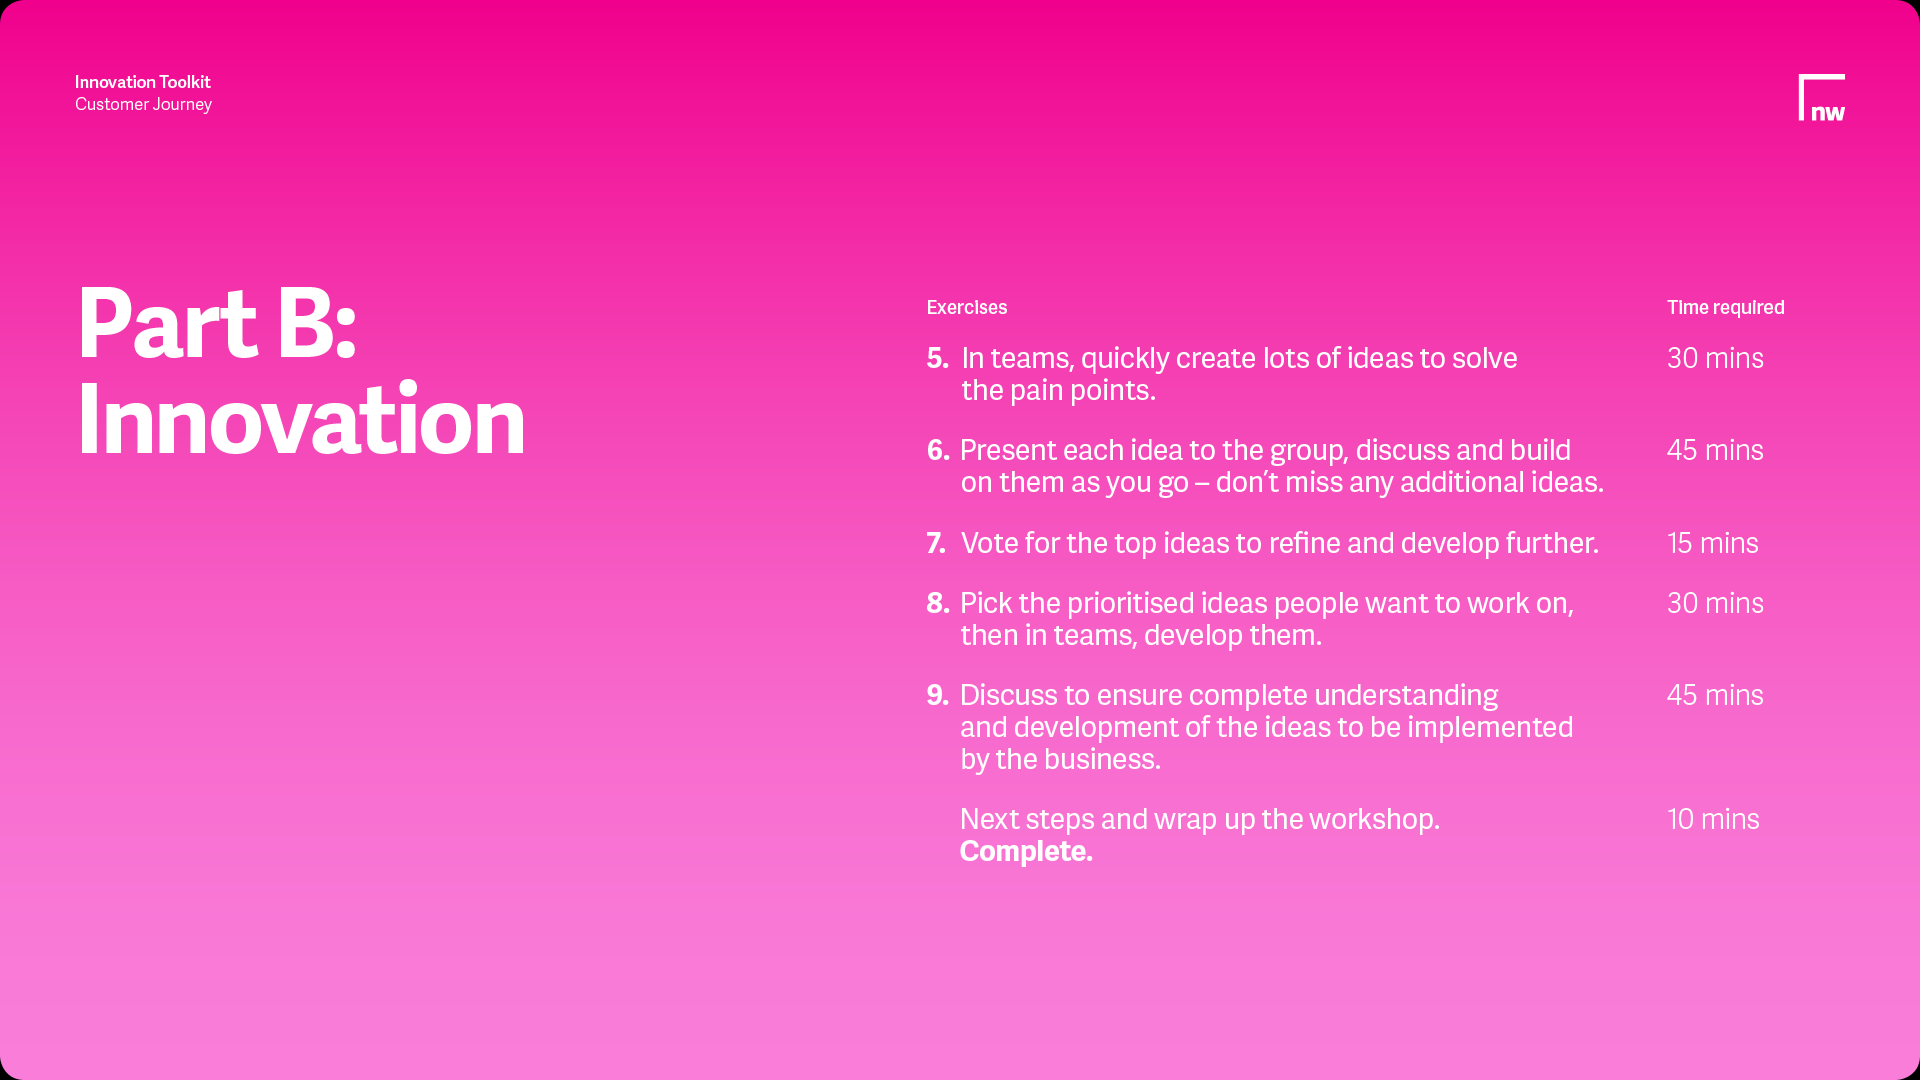 Innovation Toolkit
Customer Journey
nw
Part B:
Innovation
Exercises
Time required
5. In teams, quickly create lots of ideas to solve
the pain points.
30 mins
6. Present each idea to the group, discuss and build
on them as you go – don’t miss any additional ideas.
45 mins
7. Vote for the top ideas to refine and develop further.
15 mins
8. Pick the prioritised ideas people want to work on,
then in teams, develop them.
30 mins
9. Discuss to ensure complete understanding
and development of the ideas to be implemented
by the business.
45 mins
Next steps and wrap up the workshop.
Complete.
10 mins